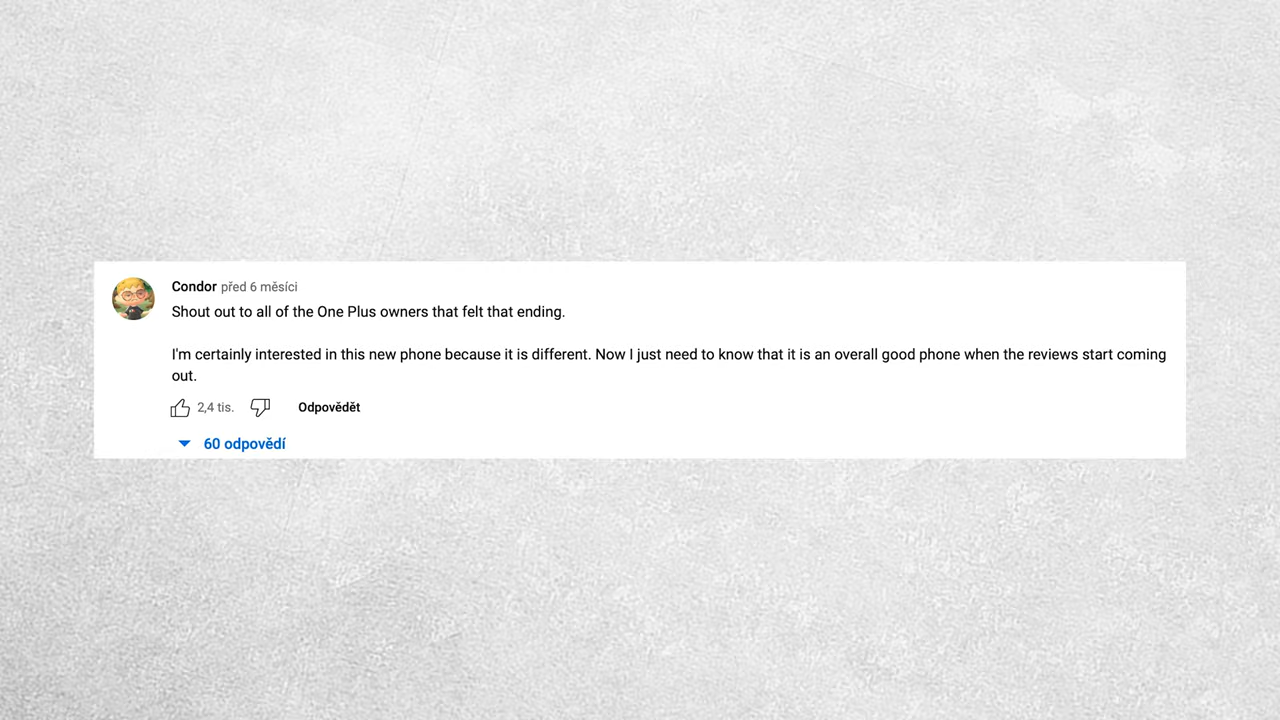 Condor před 6 měsíci
Shout out to all of the One Plus owners that felt that ending.
I'm certainly interested in this new phone because it is different. Now I just need to know that it is an overall good phone when the reviews start coming
out.
2,4 tis. Odpovědět
60 odpovědí